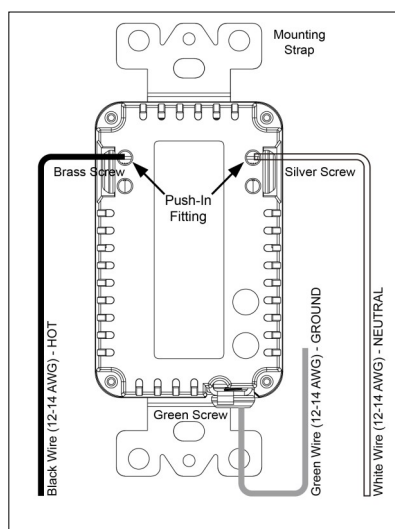 Mounting
Strap
Brass Screw
Silver Screw
Push-In
Fitting
Green Screw
Black Wire (12-14 AWG) - HOT
Green Wire (12-14 AWG) - GROUND
White Wire (12-14 AWG) - NEUTRAL